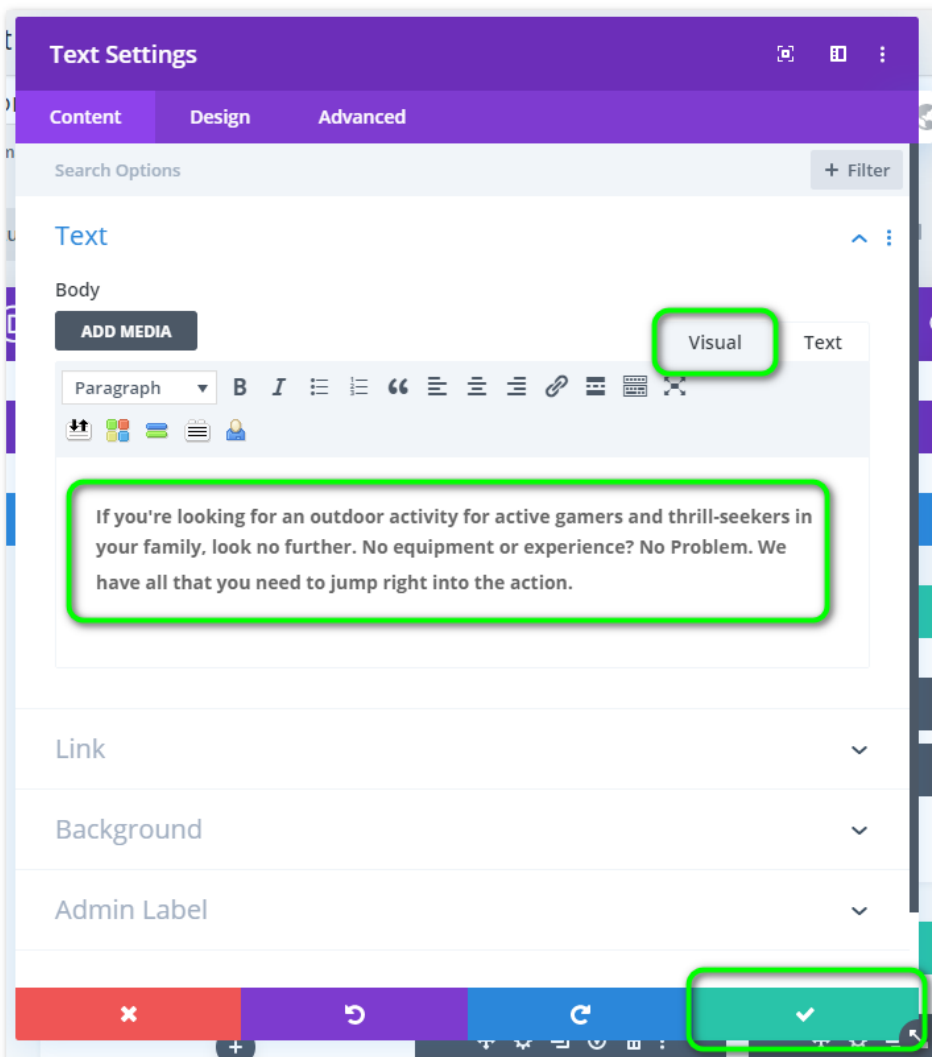 Text Settings
Content Design Advanced
Search Options + Filter
Text
Body
ADD MEDIA
Visual Text
Paragraph B I
If you're looking for an outdoor activity for active gamers and thrill-seekers in
your family, look no further. No equipment or experience? No Problem. We
have all that you need to jump right into the action.
Link
Background
Admin Label